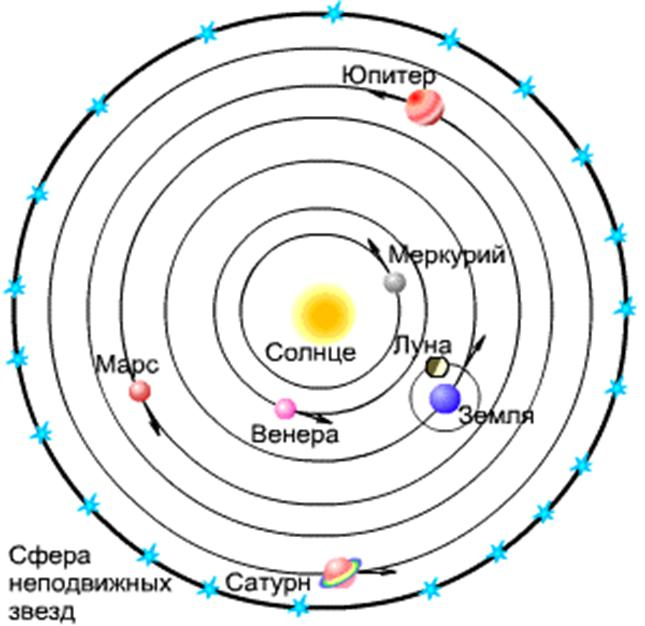 Юпитер
Меркурий
Солнце
Луна
Марс
Земля
Венера
Сфера
неподвижных
звезд
Сатурн